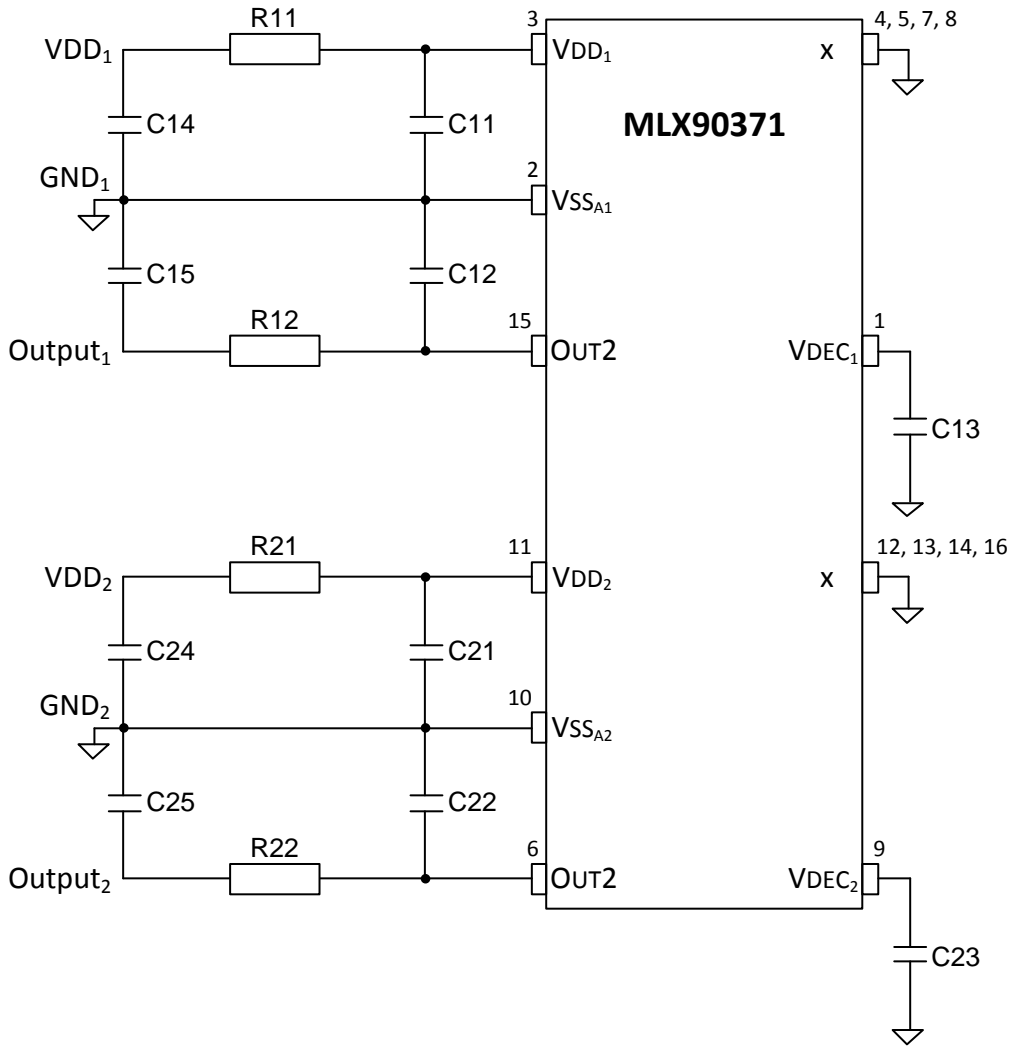 R11
3
4, 5, 7, 8
VDD₁
VDD₁
x
C14
C11
MLX90371
GND₁
2
VSS_A1
C15
C12
R12
15
1
Output₁
OUT2
VDEC₁
C13
R21
11
12, 13, 14, 16
VDD₂
VDD₂
x
C24
C21
GND₂
10
VSS_A2
C25
C22
R22
6
9
Output₂
OUT2
VDEC₂
C23